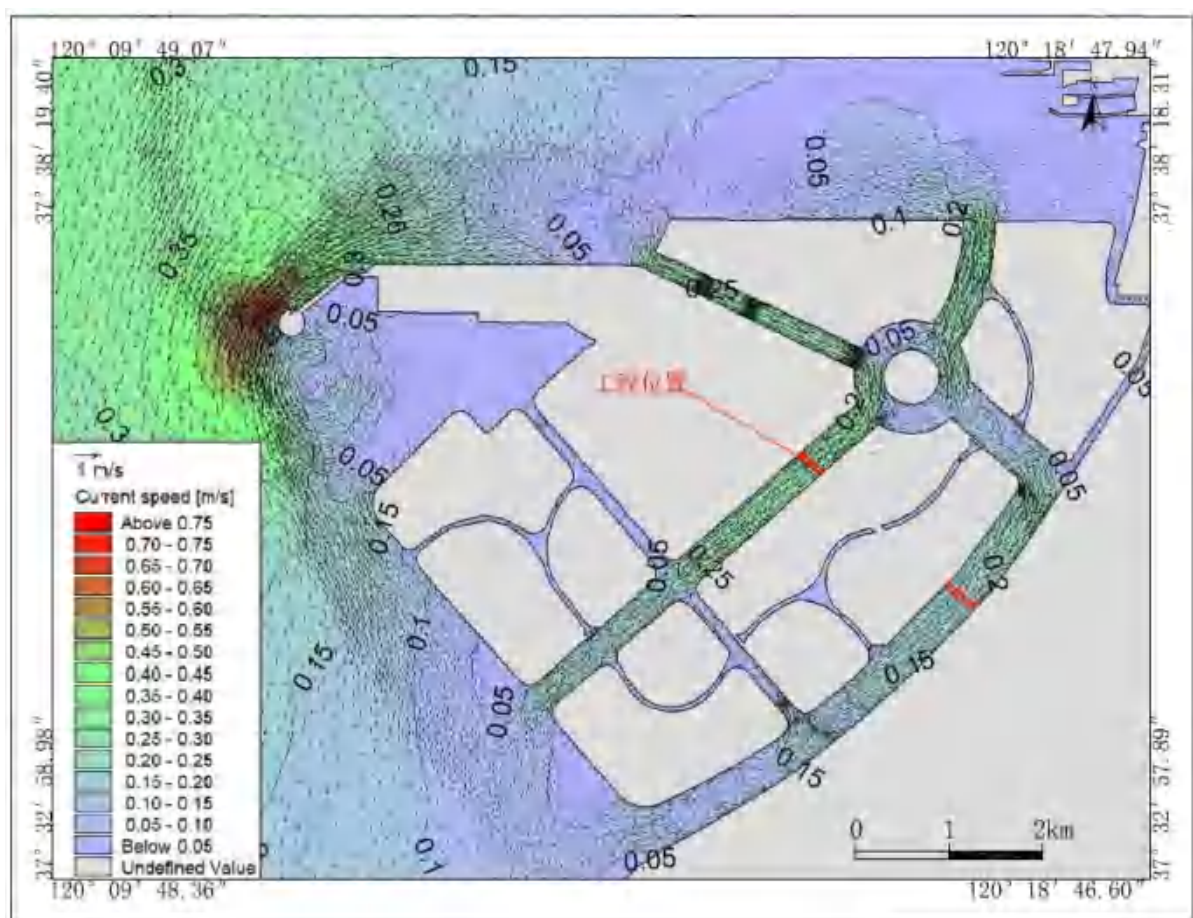 120° 09′ 49.07″
120° 18′ 47.94″
37° 38′ 19.40″
37° 38′ 18.31″
0.3
0.15
0.05
0.26
0.2
0.1
0.05
0.35
0.3
0.25
0.05
0.05
0.05
工程位置
0.2
0.3
0.05
0.05
0.15
0.05
0.25
0.2
0.1
0.15
0.15
0.05
0.15
0.1
0.05
1 m/s
Current speed [m/s]
Above 0.75
0.70 - 0.75
0.65 - 0.70
0.60 - 0.65
0.55 - 0.60
0.50 - 0.55
0.45 - 0.50
0.40 - 0.45
0.35 - 0.40
0.30 - 0.35
0.25 - 0.30
0.20 - 0.25
0.15 - 0.20
0.10 - 0.15
0.05 - 0.10
Below 0.05
Undefined Value
0 1 2km
37° 32′ 58.98″
37° 32′ 57.89″
120° 09′ 48.36″
120° 18′ 46.60″